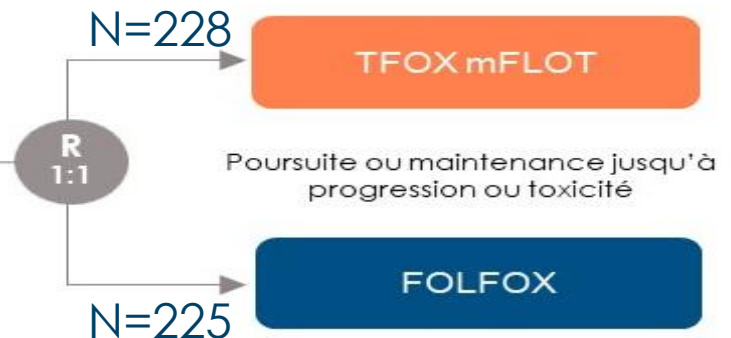 N=228
TFOX mFLOT
R
1:1
Poursuite ou maintenance jusqu'à
progression ou toxicité
FOLFOX
N=225